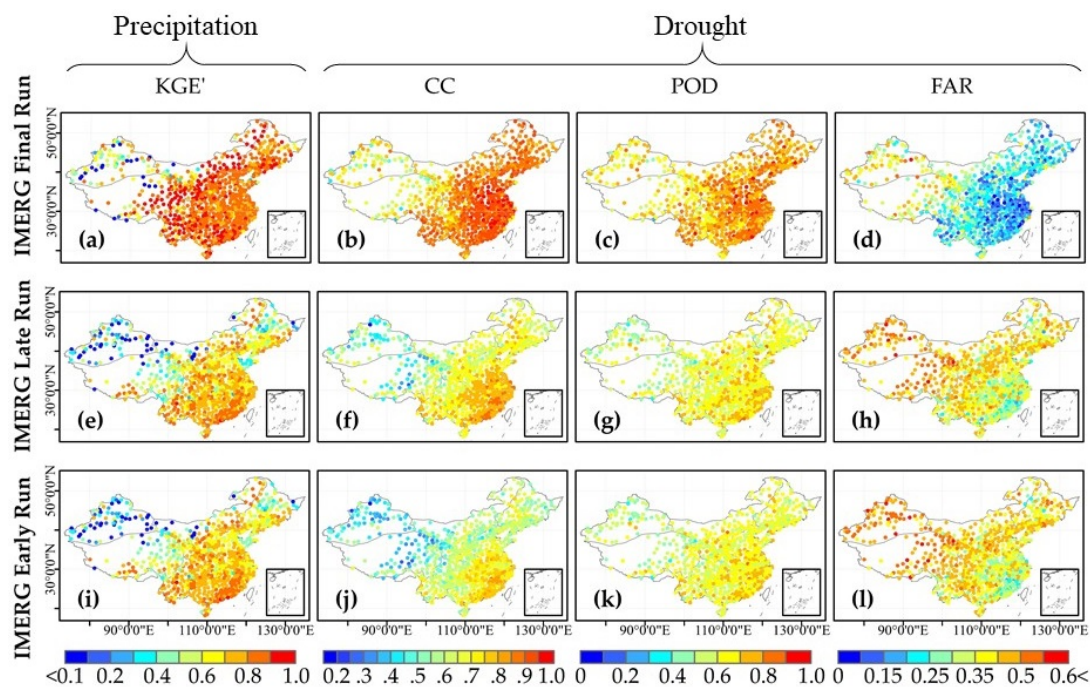 Precipitation Drought
KGE' CC POD FAR
IMERG Final Run
50°0'0"N
30°0'0"N
(a) (b) (c) (d)
IMERG Late Run
50°0'0"N
30°0'0"N
(e) (f) (g) (h)
IMERG Early Run
50°0'0"N
30°0'0"N
(i) (j) (k) (l)
90°0'0"E 110°0'0"E 130°0'0"E 90°0'0"E 110°0'0"E 130°0'0"E 90°0'0"E 110°0'0"E 130°0'0"E 90°0'0"E 110°0'0"E 130°0'0"E
<0.1 0.2 0.4 0.6 0.8 1.0 0.2 .3 .4 .5 .6 .7 .8 .9 1.0 0 0.2 0.4 0.6 0.8 1.0 0 0.15 0.25 0.35 0.5 0.6<